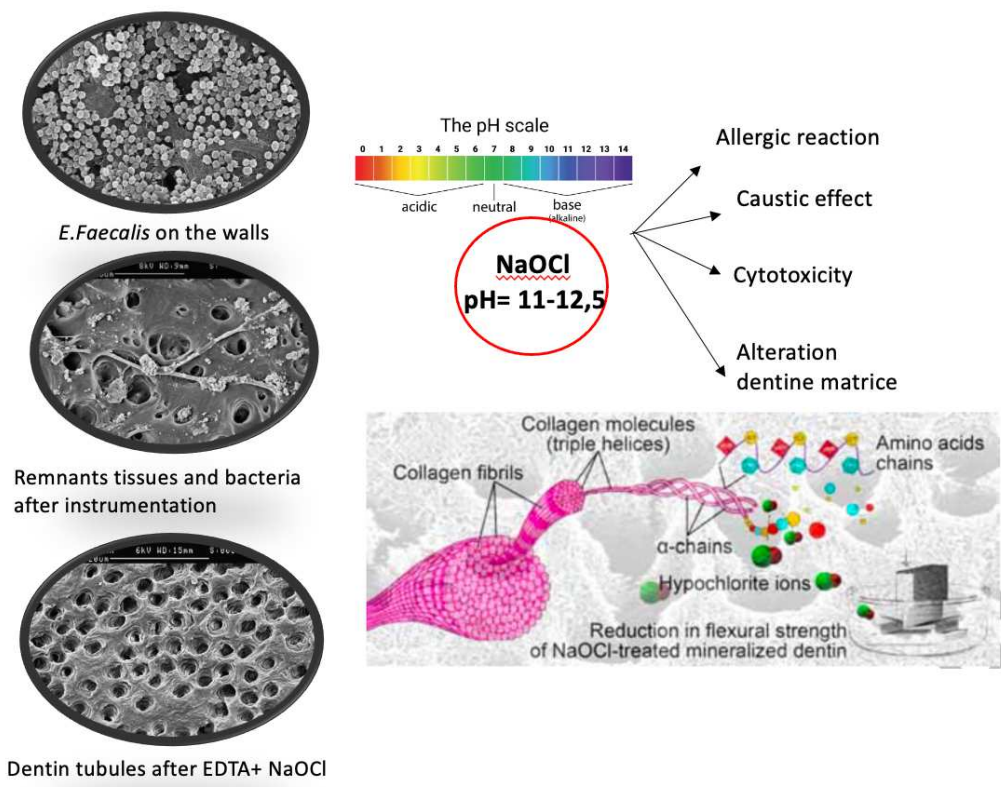 E.Faecalis on the walls
8kV WD:9mm
Remnants tissues and bacteria
after instrumentation
6kV WD:15mm
Dentin tubules after EDTA+ NaOCl
The pH scale
0 1 2 3 4 5 6 7 8 9 10 11 12 13 14
acidic neutral base
(alkaline)
NaOCl
pH= 11-12,5
Allergic reaction
Caustic effect
Cytotoxicity
Alteration
dentine matrice
Collagen molecules
(triple helices)
Collagen fibrils
Amino acids
chains
α-chains
Hypochlorite ions
Reduction in flexural strength
of NaOCl-treated mineralized dentin